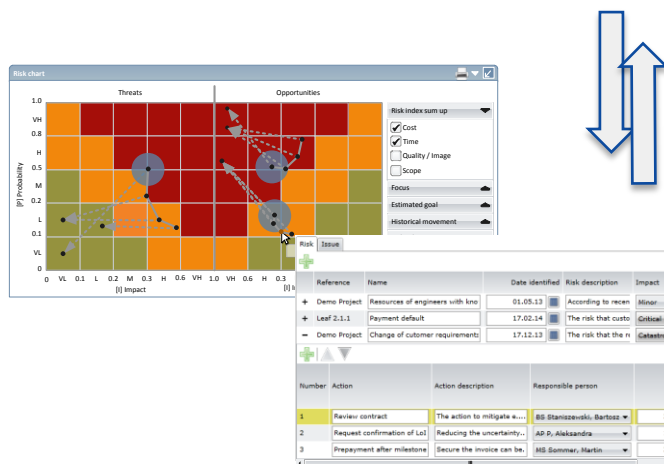 Risk chart
Threats
Opportunities
[P] Probability
1.0
VH
0.8
H
0.5
M
0.2
L
0.1
VL
0
0 VL 0.1 L 0.2 M 0.3 H 0.6 VH 1.0 VH 0.6 H 0.3
[I] Impact
Risk index sum up
Cost
Time
Quality / Image
Scope
Focus
Estimated goal
Historical movement
Risk Issue
Reference Name Date identified Risk description Impact
+ Demo Project Resources of engineers with kno 01.05.13 According to recen Minor
+ Leaf 2.1.1 Payment default 17.02.14 The risk that custo Critical
− Demo Project Change of cutomer requirements 17.12.13 The risk that the re
Number Action Action description Responsible person
1 Review contract The action to mitigate e.... BS Staniszewski, Bartosz
2 Request confirmation of LoI Reducing the uncertainty.. AP P, Aleksandra
3 Prepayment after milestone Secure the invoice can be. MS Sommer, Martin